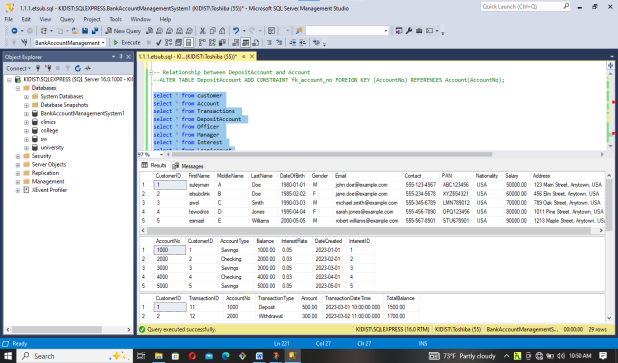 1.1.1.etsub.sql - KIDIST\SQLEXPRESS.BankAccountManagementSystem1 (KIDIST\Toshiba (55))* - Microsoft SQL Server Management Studio
Quick Launch (Ctrl+Q)
File Edit View Query Project Tools Window Help
New Query
BankAccountManagement
Execute
Object Explorer
1.1.1.etsub.sql - KI...(KIDIST\Toshiba (55))*
Connect
KIDIST\SQLEXPRESS (SQL Server 16.0.1000 - KI
Databases
System Databases
Database Snapshots
BankAccountManagementSystem1
clinics
college
sw
university
Security
Server Objects
Replication
Management
XEvent Profiler
-- Relationship between DepositAccount and Account
--ALTER TABLE DepositAccount ADD CONSTRAINT fk_account_no FOREIGN KEY (AccountNo) REFERENCES Account(AccountNo);
select * from customer
select * from Account
select * from Transactions
select * from DepositAccount
select * from Officer
select * from Manager
select * from Interest
select * from LoanAccount
97 %
Results Messages
CustomerID FirstName MiddleName LastName DateOfBirth Gender Email Contact PAN Nationality Salary Address
1 1 suleyman A Doe 1980-01-01 M john.doe@example.com 555-123-4567 ABC123456 USA 50000.00 123 Main Street, Anytown, USA
2 2 etsubdink B Doe 1985-02-02 F jane.doe@example.com 555-234-5678 XYZ654321 USA 60000.00 456 Elm Street, Anytown, USA
3 3 awol C Smith 1990-03-03 M michael.smith@example.com 555-345-6789 LMN789012 USA 70000.00 789 Oak Street, Anytown, USA
4 4 tewodros D Jones 1995-04-04 F sarah.jones@example.com 555-456-7890 OPQ123456 USA 80000.00 1011 Pine Street, Anytown, USA
5 5 esmael E Williams 2000-05-05 M robert.williams@example.com 555-567-8901 STU678901 USA 90000.00 1213 Maple Street, Anytown, USA
AccountNo CustomerID AccountType Balance InterestRate DateCreated InterestID
1 1000 1 Savings 1000.00 0.05 2023-01-01 1
2 2000 2 Checking 2000.00 0.03 2023-02-01 2
3 3000 3 Savings 3000.00 0.05 2023-03-01 3
4 4000 4 Checking 4000.00 0.03 2023-04-01 4
5 5000 5 Savings 5000.00 0.05 2023-05-01 5
CustomerID TransactionID AccountNo TransactionType Amount TransactionDateTime TotalBalance
1 1 11 1000 Deposit 500.00 2023-03-01 10:00:00.000 1500.00
2 2 12 2000 Withdrawal 300.00 2023-03-02 11:00:00.000 1700.00
Query executed successfully.
KIDIST\SQLEXPRESS (16.0 RTM) KIDIST\Toshiba (55) BankAccountManagementS... 00:00:00 29 rows
Ready
Ln 221 Col 27 Ch 27 INS
Search
73°F Partly cloudy
10:50 AM